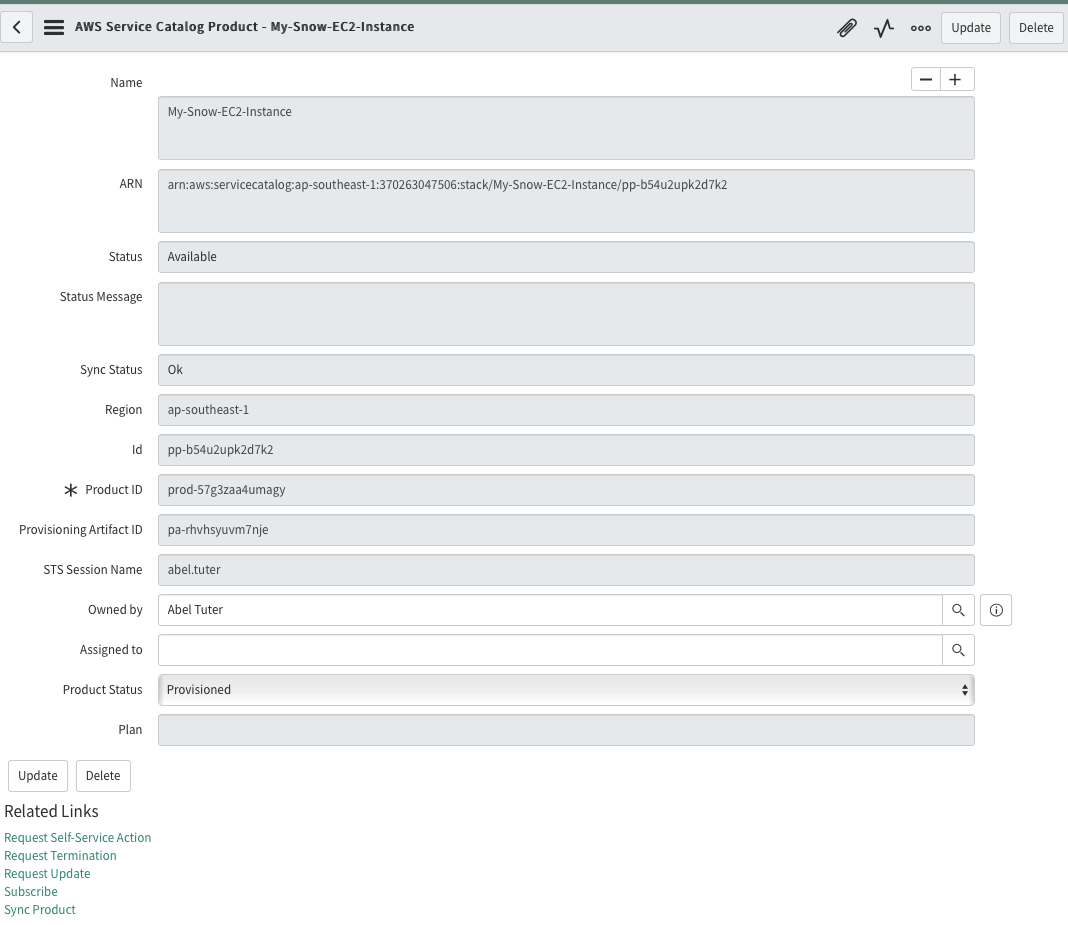 AWS Service Catalog Product - My-Snow-EC2-Instance
Update
Delete
Name
My-Snow-EC2-Instance
ARN
arn:aws:servicecatalog:ap-southeast-1:370263047506:stack/My-Snow-EC2-Instance/pp-b54u2upk2d7k2
Status
Available
Status Message
Sync Status
Ok
Region
ap-southeast-1
Id
pp-b54u2upk2d7k2
Product ID
prod-57g3zaa4umagy
Provisioning Artifact ID
pa-rhvhsyuvm7nje
STS Session Name
abel.tuter
Owned by
Abel Tuter
Assigned to
Product Status
Provisioned
Plan
Update
Delete
Related Links
Request Self-Service Action
Request Termination
Request Update
Subscribe
Sync Product